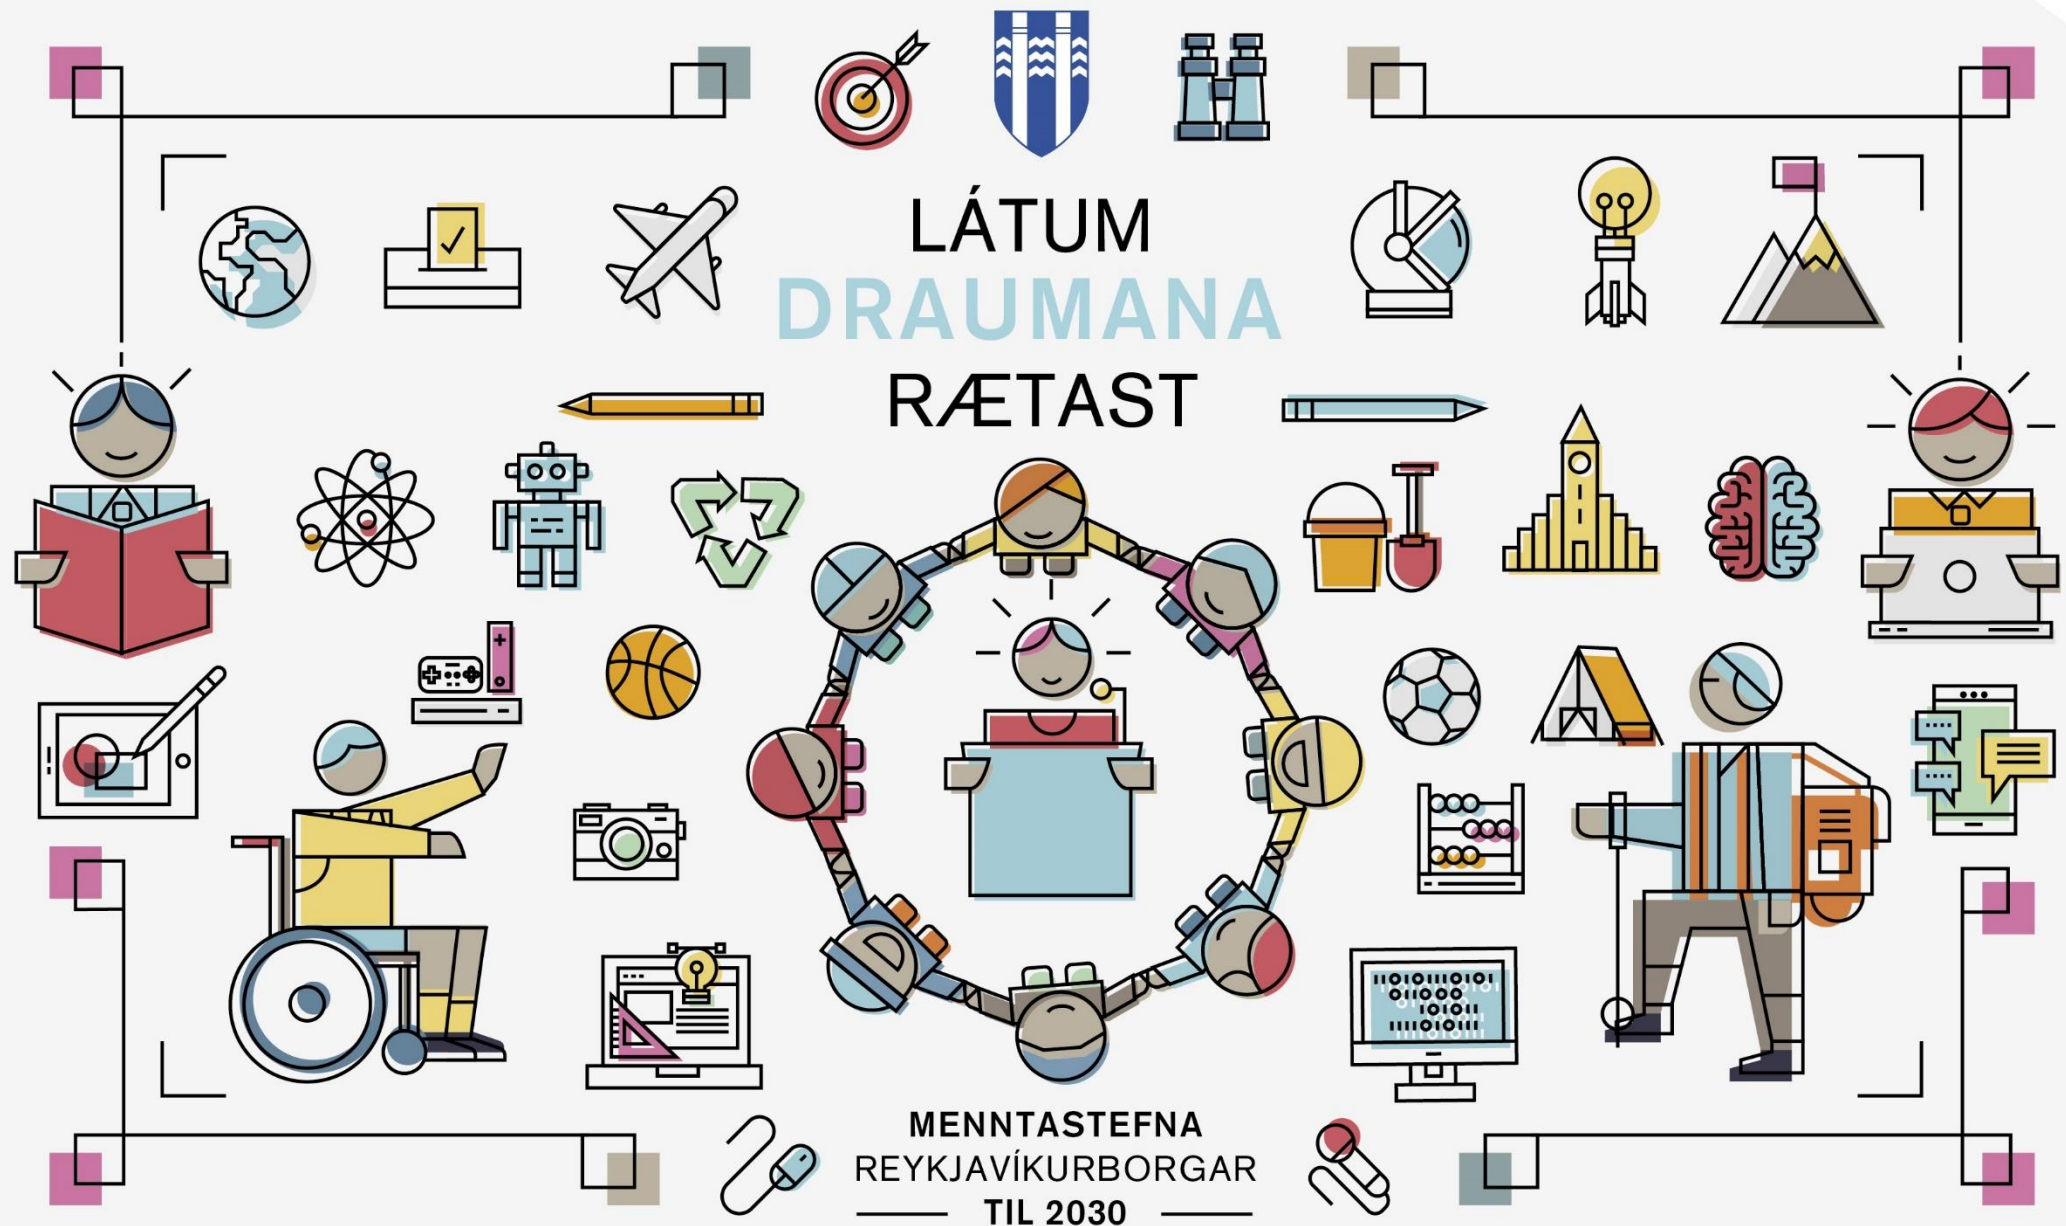 LÁTUM
DRAUMANA
RÆTAST
MENNTASTEFNA
REYKJAVÍKURBORGAR
TIL 2030